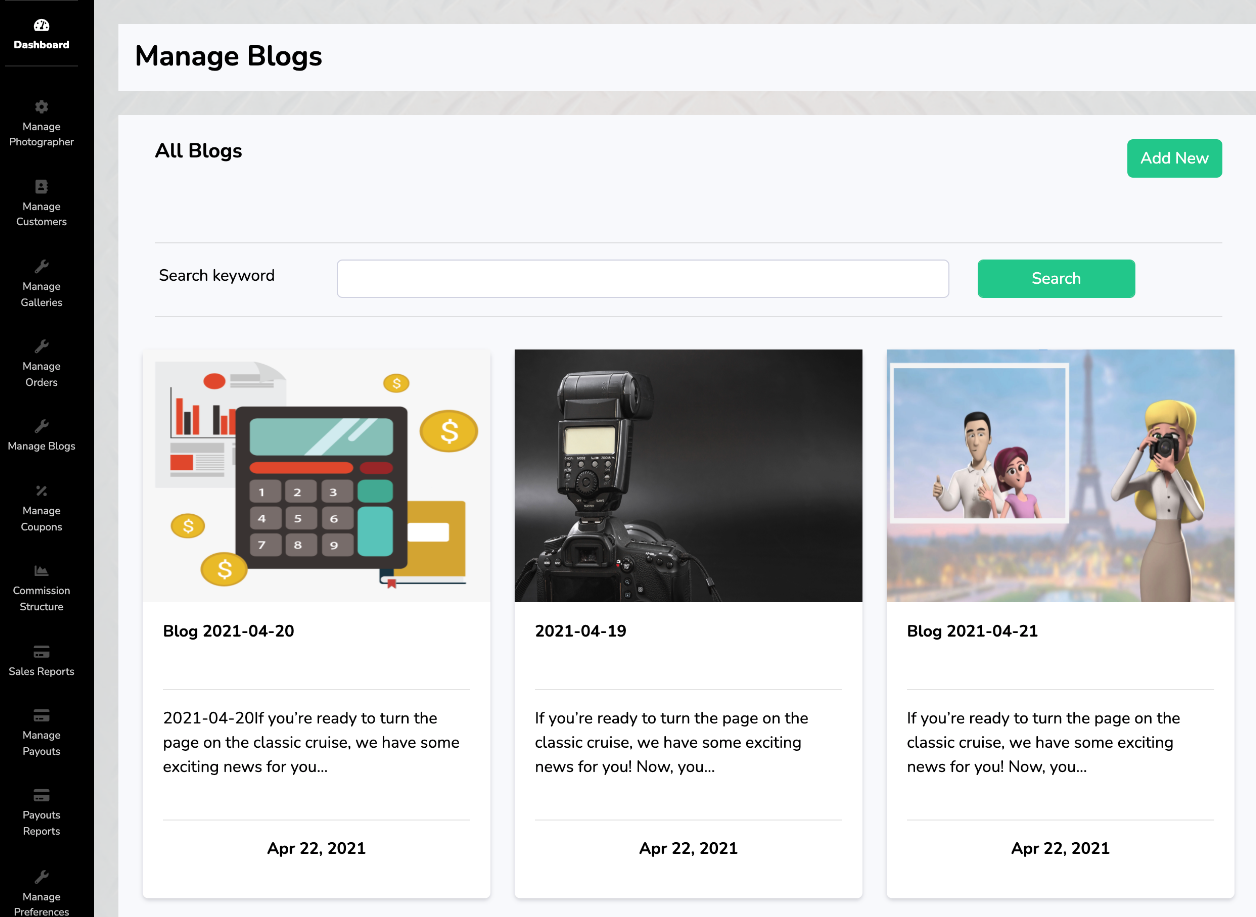 Dashboard
Manage
Photographer
Manage
Customers
Manage
Galleries
Manage
Orders
Manage Blogs
Manage
Coupons
Commission
Structure
Sales Reports
Manage
Payouts
Payouts
Reports
Manage
Preferences
Manage Blogs
All Blogs
Add New
Search keyword
Search
$
$
1 2 3
4 5 6
7 8 9
$
$
Blog 2021-04-20
2021-04-20If you're ready to turn the
page on the classic cruise, we have some
exciting news for you...
Apr 22, 2021
2021-04-19
If you're ready to turn the page on the
classic cruise, we have some exciting
news for you! Now, you...
Apr 22, 2021
Blog 2021-04-21
If you're ready to turn the page on the
classic cruise, we have some exciting
news for you! Now, you...
Apr 22, 2021